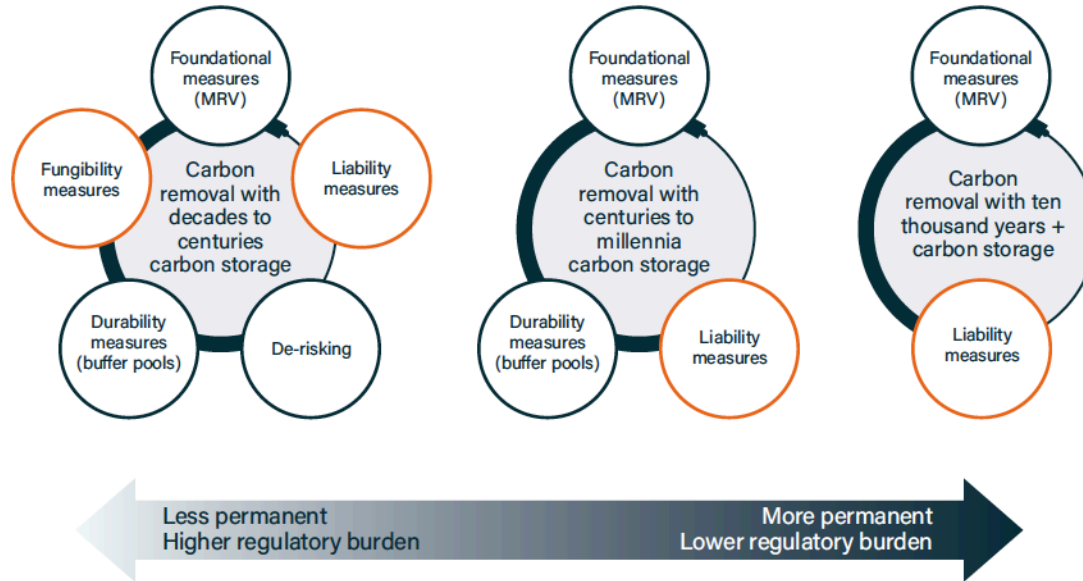 Foundational
measures
(MRV)
Fungibility
measures
Carbon
removal with
decades to
centuries
carbon storage
Liability
measures
Durability
measures
(buffer pools)
De-risking
Foundational
measures
(MRV)
Carbon
removal with
centuries to
millennia
carbon storage
Durability
measures
(buffer pools)
Liability
measures
Foundational
measures
(MRV)
Carbon
removal with ten
thousand years +
carbon storage
Liability
measures
Less permanent
Higher regulatory burden
More permanent
Lower regulatory burden